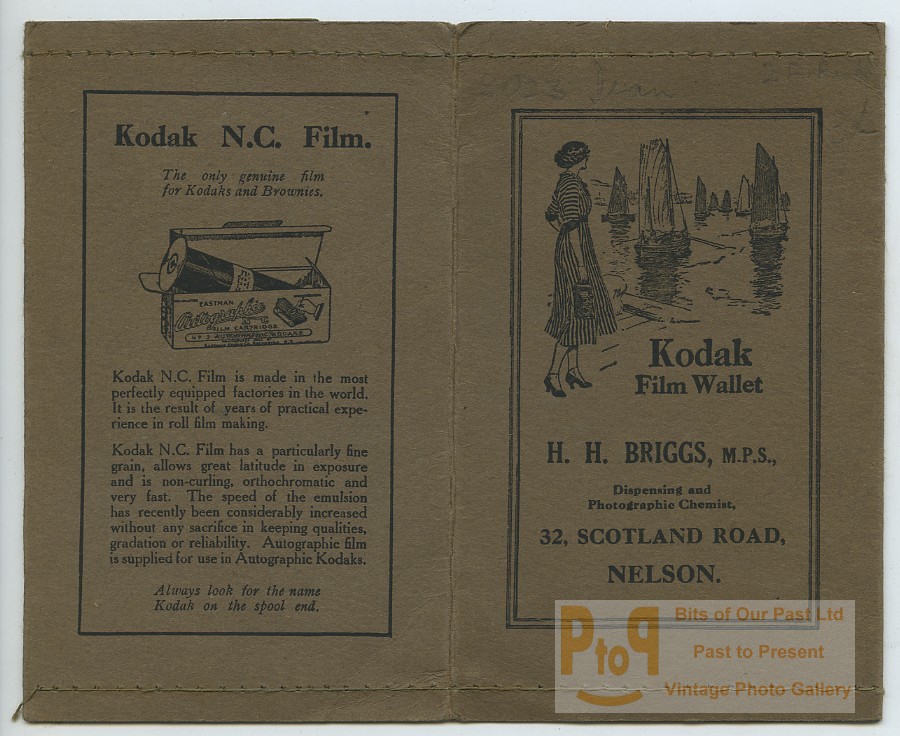 Kodak N.C. Film.
The only genuine film
for Kodaks and Brownies.
EASTMAN
Autographic
FILM CARTRIDGE
Kodak N.C. Film is made in the most
perfectly equipped factories in the world.
It is the result of years of practical expe-
rience in roll film making.
Kodak N.C. Film has a particularly fine
grain, allows great latitude in exposure
and is non-curling, orthochromatic and
very fast. The speed of the emulsion
has recently been considerably increased
without any sacrifice in keeping qualities,
gradation or reliability. Autographic film
is supplied for use in Autographic Kodaks.
Always look for the name
Kodak on the spool end.
Jean
Kodak
Film Wallet
H. H. BRIGGS, M.P.S.,
Dispensing and
Photographic Chemist,
32, SCOTLAND ROAD,
NELSON.
PtoP
Bits of Our Past Ltd
Past to Present
Vintage Photo Gallery